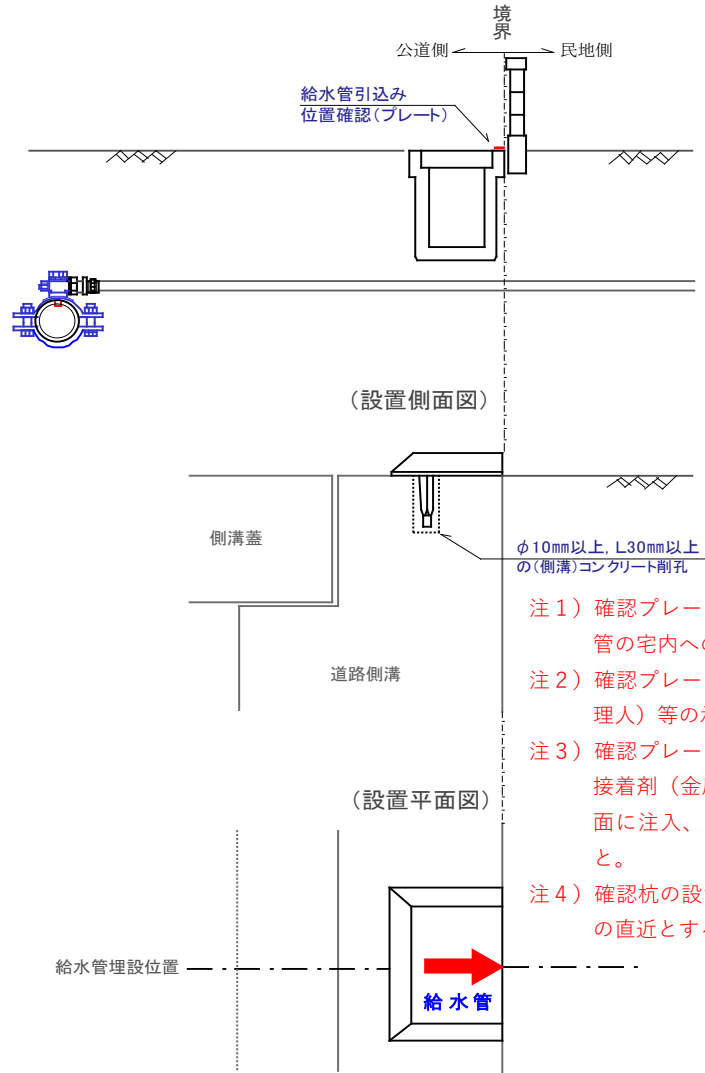 境界
公道側
民地側
給水管引込み
位置確認(プレート)
(設置側面図)
側溝蓋
φ10mm以上, L30mm以上
の(側溝)コンクリート削孔
道路側溝
注1)確認プレー
管の宅内への
注2)確認プレー
理人)等の
注3)確認プレー
接着剤(金
面に注入、
と。
注4)確認杭の設
の直近とす
(設置平面図)
給水管埋設位置
給水管